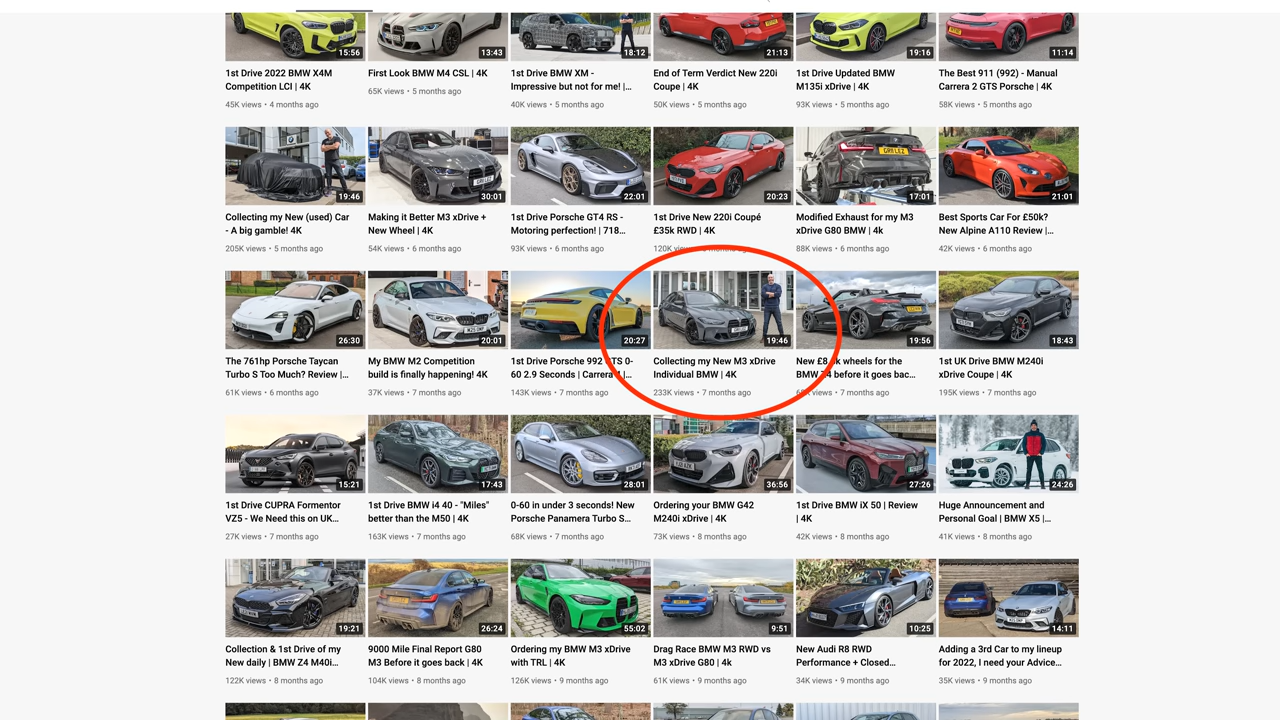 15:56
13:43
18:12
21:13
19:16
11:14
1st Drive 2022 BMW X4M
Competition LCI | 4K
45K views • 4 months ago
First Look BMW M4 CSL | 4K
65K views • 5 months ago
1st Drive BMW XM -
Impressive but not for me! |...
40K views • 5 months ago
End of Term Verdict New 220i
Coupe | 4K
50K views • 5 months ago
1st Drive Updated BMW
M135i xDrive | 4K
93K views • 5 months ago
The Best 911 (992) - Manual
Carrera 2 GTS Porsche | 4K
58K views • 5 months ago
19:46
30:01
22:01
20:23
17:01
21:01
Collecting my New (used) Car
- A big gamble! 4K
205K views • 5 months ago
Making it Better M3 xDrive +
New Wheel | 4K
54K views • 6 months ago
1st Drive Porsche GT4 RS -
Motoring perfection! | 718...
93K views • 6 months ago
1st Drive New 220i Coupé
£35k RWD | 4K
120K views • 6 months ago
Modified Exhaust for my M3
xDrive G80 BMW | 4k
88K views • 6 months ago
Best Sports Car For £50k?
New Alpine A110 Review |...
42K views • 6 months ago
26:30
20:01
20:27
19:46
19:56
18:43
The 761hp Porsche Taycan
Turbo S Too Much? Review |...
61K views • 6 months ago
My BMW M2 Competition
build is finally happening! 4K
37K views • 7 months ago
1st Drive Porsche 992 GTS 0-
60 2.9 Seconds | Carrera 4 |...
143K views • 7 months ago
Collecting my New M3 xDrive
Individual BMW | 4K
233K views • 7 months ago
wheels for the
before it goes bac...
views • 7 months ago
1st UK Drive BMW M240i
xDrive Coupe | 4K
195K views • 7 months ago
15:21
17:43
28:01
36:56
27:26
24:26
1st Drive CUPRA Formentor
VZ5 - We Need this on UK...
27K views • 7 months ago
1st Drive BMW i4 40 - "Miles"
better than the M50 | 4K
163K views • 7 months ago
0-60 in under 3 seconds! New
Porsche Panamera Turbo S...
68K views • 7 months ago
Ordering your BMW G42
M240i xDrive | 4K
73K views • 8 months ago
1st Drive BMW iX 50 | Review
| 4K
42K views • 8 months ago
Huge Announcement and
Personal Goal | BMW X5 |...
41K views • 8 months ago
19:21
26:24
55:02
9:51
10:25
14:11
Collection & 1st Drive of my
New daily | BMW Z4 M40i...
122K views • 8 months ago
9000 Mile Final Report G80
M3 Before it goes back | 4K
104K views • 8 months ago
Ordering my BMW M3 xDrive
with TRL | 4K
126K views • 9 months ago
Drag Race BMW M3 RWD vs
M3 xDrive G80 | 4k
61K views • 9 months ago
New Audi R8 RWD
Performance + Closed...
34K views • 9 months ago
Adding a 3rd Car to my lineup
for 2022, I need your Advice...
35K views • 9 months ago